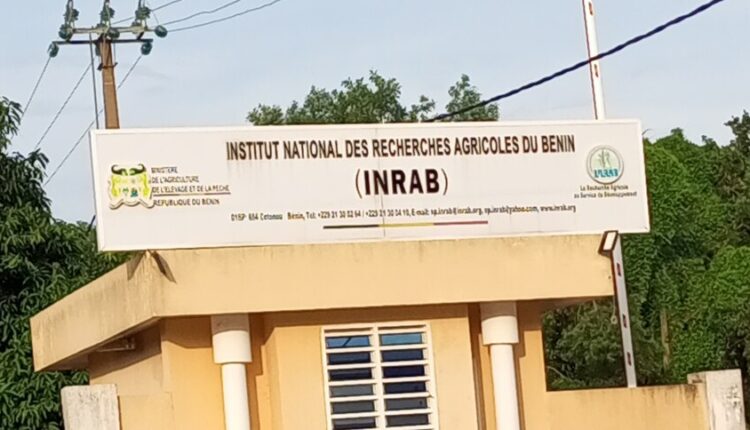 INSTITUT NATIONAL DES RECHERCHES AGRICOLES DU BENIN
(INRAB)
MINISTERE
DE L'AGRICULTURE
DE L'ELEVAGE ET DE LA PECHE
REPUBLIQUE DU BENIN
INRAB
La Recherche Agricole
au Service du Développement
01BP: 884 Cotonou Benin, Tel: +229 21 30 02 64 / +229 21 30 04 10, E-mail: sp.inrab@inrab.org, sp.inrab@yahoo.com, www.inrab.org